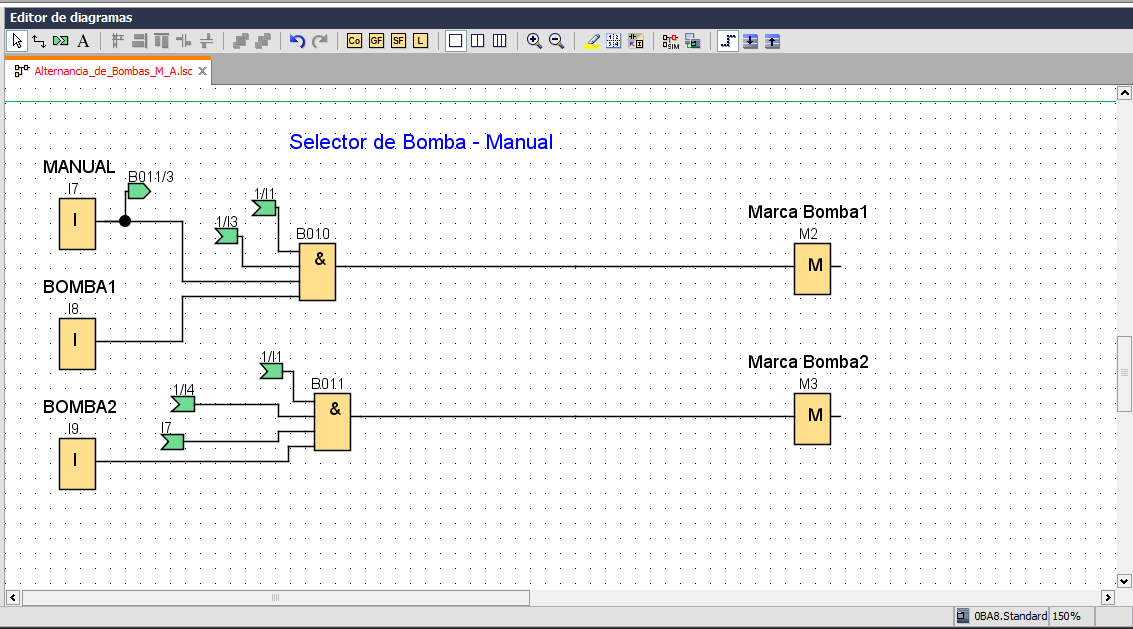 Editor de diagramas
A Co GF SF L SIM
Alternancia_de_Bombas_M_A.lsc
Selector de Bomba - Manual
MANUAL
I7
B011/3
I
1/I1
1/I3
B010
&
Marca Bomba1
M2
M
BOMBA1
I8
I
1/I1
B011
&
Marca Bomba2
M3
M
1/I4
BOMBA2
I7
I9
I
0BA8.Standard 150%